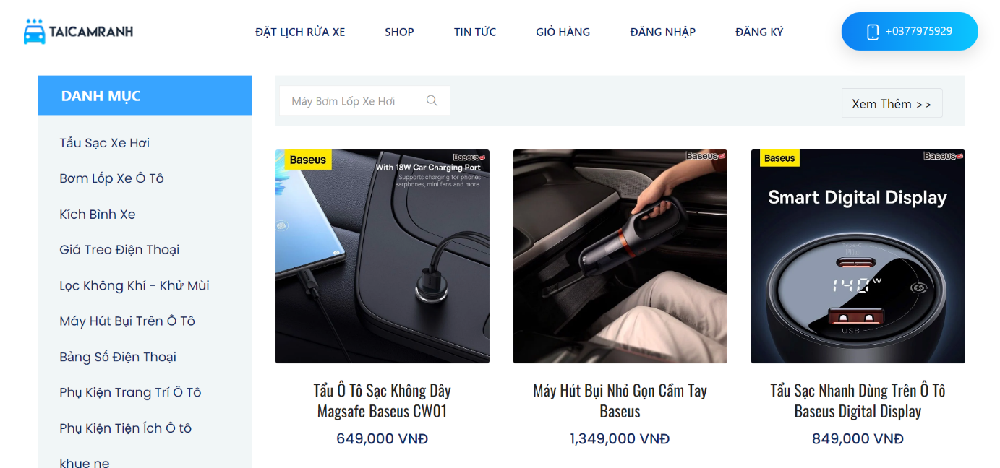 TAICAMRANH
ĐẶT LỊCH RỬA XE
SHOP
TIN TỨC
GIỎ HÀNG
ĐĂNG NHẬP
ĐĂNG KÝ
+0377975929
DANH MỤC
Tẩu Sạc Xe Hơi
Bơm Lốp Xe Ô Tô
Kích Bình Xe
Giá Treo Điện Thoại
Lọc Không Khí - Khử Mùi
Máy Hút Bụi Trên Ô Tô
Bảng Số Điện Thoại
Phụ Kiện Trang Trí Ô Tô
Phụ Kiện Tiện Ích Ô tô
khue ne
Máy Bơm Lốp Xe Hơi
Xem Thêm >>
Baseus
Baseus
With 18W Car Charging Port
Supports charging for phones
earphones, mini fans and more.
Tẩu Ô Tô Sạc Không Dây
Magsafe Baseus CW01
649,000 VNĐ
Baseus
Máy Hút Bụi Nhỏ Gọn Cầm Tay
Baseus
1,349,000 VNĐ
Baseus
Baseus
Smart Digital Display
Type-C
140 W
USB
Tẩu Sạc Nhanh Dùng Trên Ô Tô
Baseus Digital Display
849,000 VNĐ